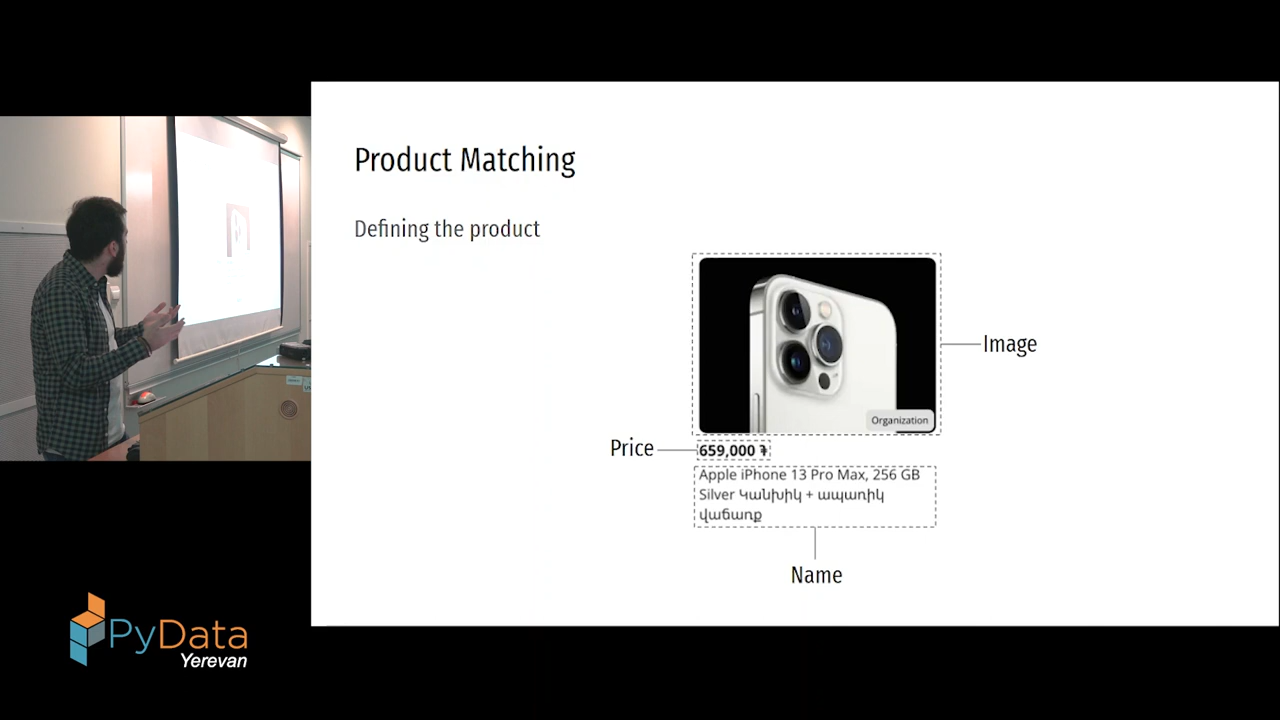 Product Matching
Defining the product
Image
Organization
Price
659,000 ֏
Apple iPhone 13 Pro Max, 256 GB
Silver Կանխիկ + ապառիկ
վաճառք
Name
PyData
Yerevan